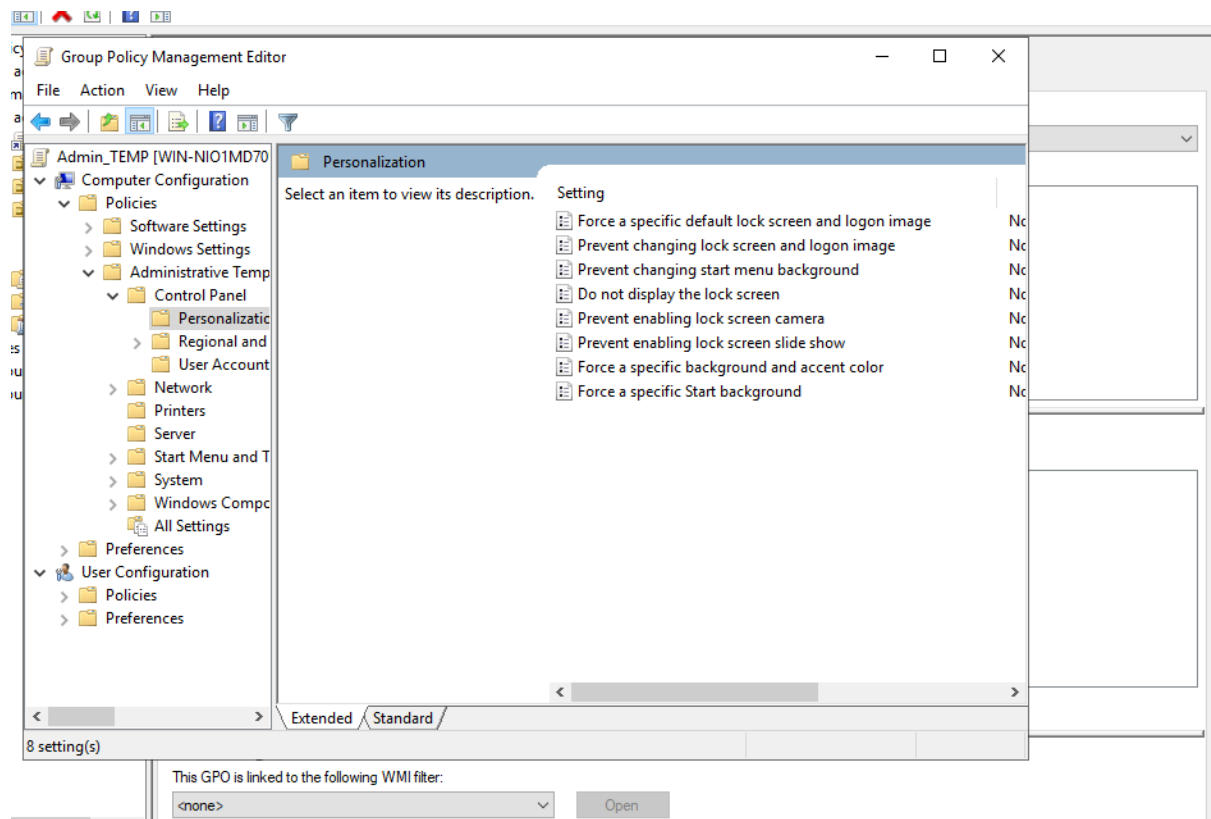 Group Policy Management Editor
File Action View Help
Admin_TEMP [WIN-NIO1MD70
Computer Configuration
Policies
Software Settings
Windows Settings
Administrative Temp
Control Panel
Personalizatic
Regional and
User Account
Network
Printers
Server
Start Menu and T
System
Windows Compc
All Settings
Preferences
User Configuration
Policies
Preferences
Personalization
Select an item to view its description.
Setting
Force a specific default lock screen and logon image
Prevent changing lock screen and logon image
Prevent changing start menu background
Do not display the lock screen
Prevent enabling lock screen camera
Prevent enabling lock screen slide show
Force a specific background and accent color
Force a specific Start background
Extended Standard
8 setting(s)
This GPO is linked to the following WMI filter:
<none>
Open